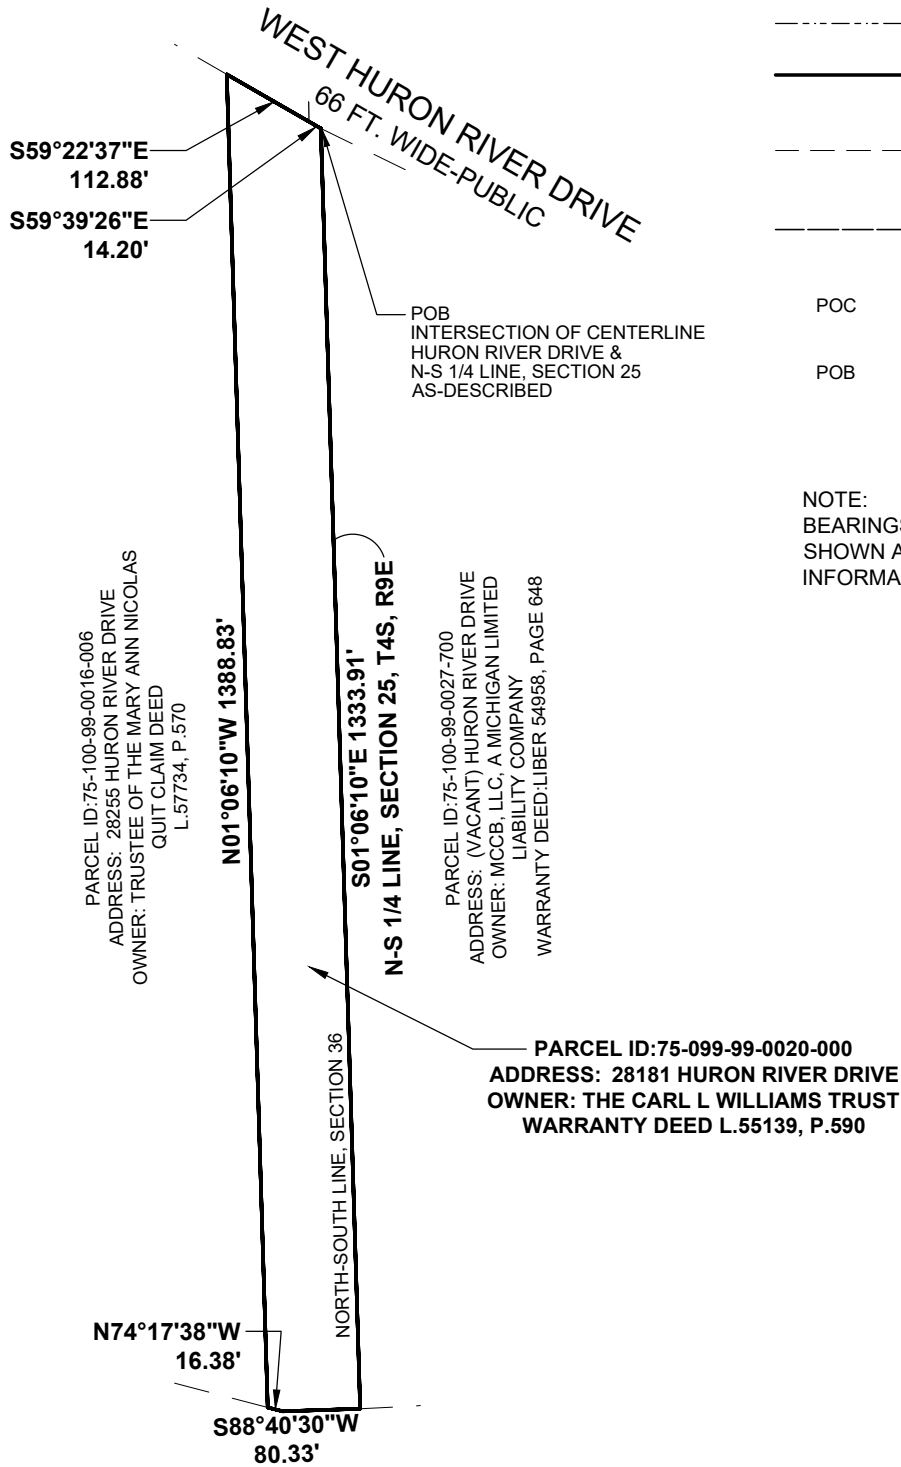 WEST HURON RIVER DRIVE
66 FT. WIDE-PUBLIC
S59°22'37"E
112.88'
S59°39'26"E
14.20'
POB
INTERSECTION OF CENTERLINE
HURON RIVER DRIVE &
N-S 1/4 LINE, SECTION 25
AS-DESCRIBED
POC
POB
NOTE:
BEARINGS
SHOWN A
INFORMA
PARCEL ID:75-100-99-0016-006
ADDRESS: 28255 HURON RIVER DRIVE
OWNER: TRUSTEE OF THE MARY ANN NICOLAS
QUIT CLAIM DEED
L.57734, P.570
N01°06'10"W 1388.83'
S01°06'10"E 1333.91'
N-S 1/4 LINE, SECTION 25, T4S, R9E
PARCEL ID:75-100-99-0027-700
ADDRESS: (VACANT) HURON RIVER DRIVE
OWNER: MCCB, LLC, A MICHIGAN LIMITED
LIABILITY COMPANY
WARRANTY DEED:LIBER 54958, PAGE 648
NORTH-SOUTH LINE, SECTION 36
PARCEL ID:75-099-99-0020-000
ADDRESS: 28181 HURON RIVER DRIVE
OWNER: THE CARL L WILLIAMS TRUST
WARRANTY DEED L.55139, P.590
N74°17'38"W
16.38'
S88°40'30"W
80.33'